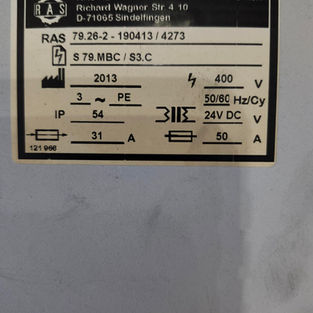 RAS
Richard Wagner Str. 4-10
D-71065 Sindelfingen
RAS 79.26-2 - 190413 / 4273
S 79.MBC / S3.C
2013 400 V
3 ~ PE 50/60 Hz/Cy
IP 54 24V DC V
31 A 50 A
121 966